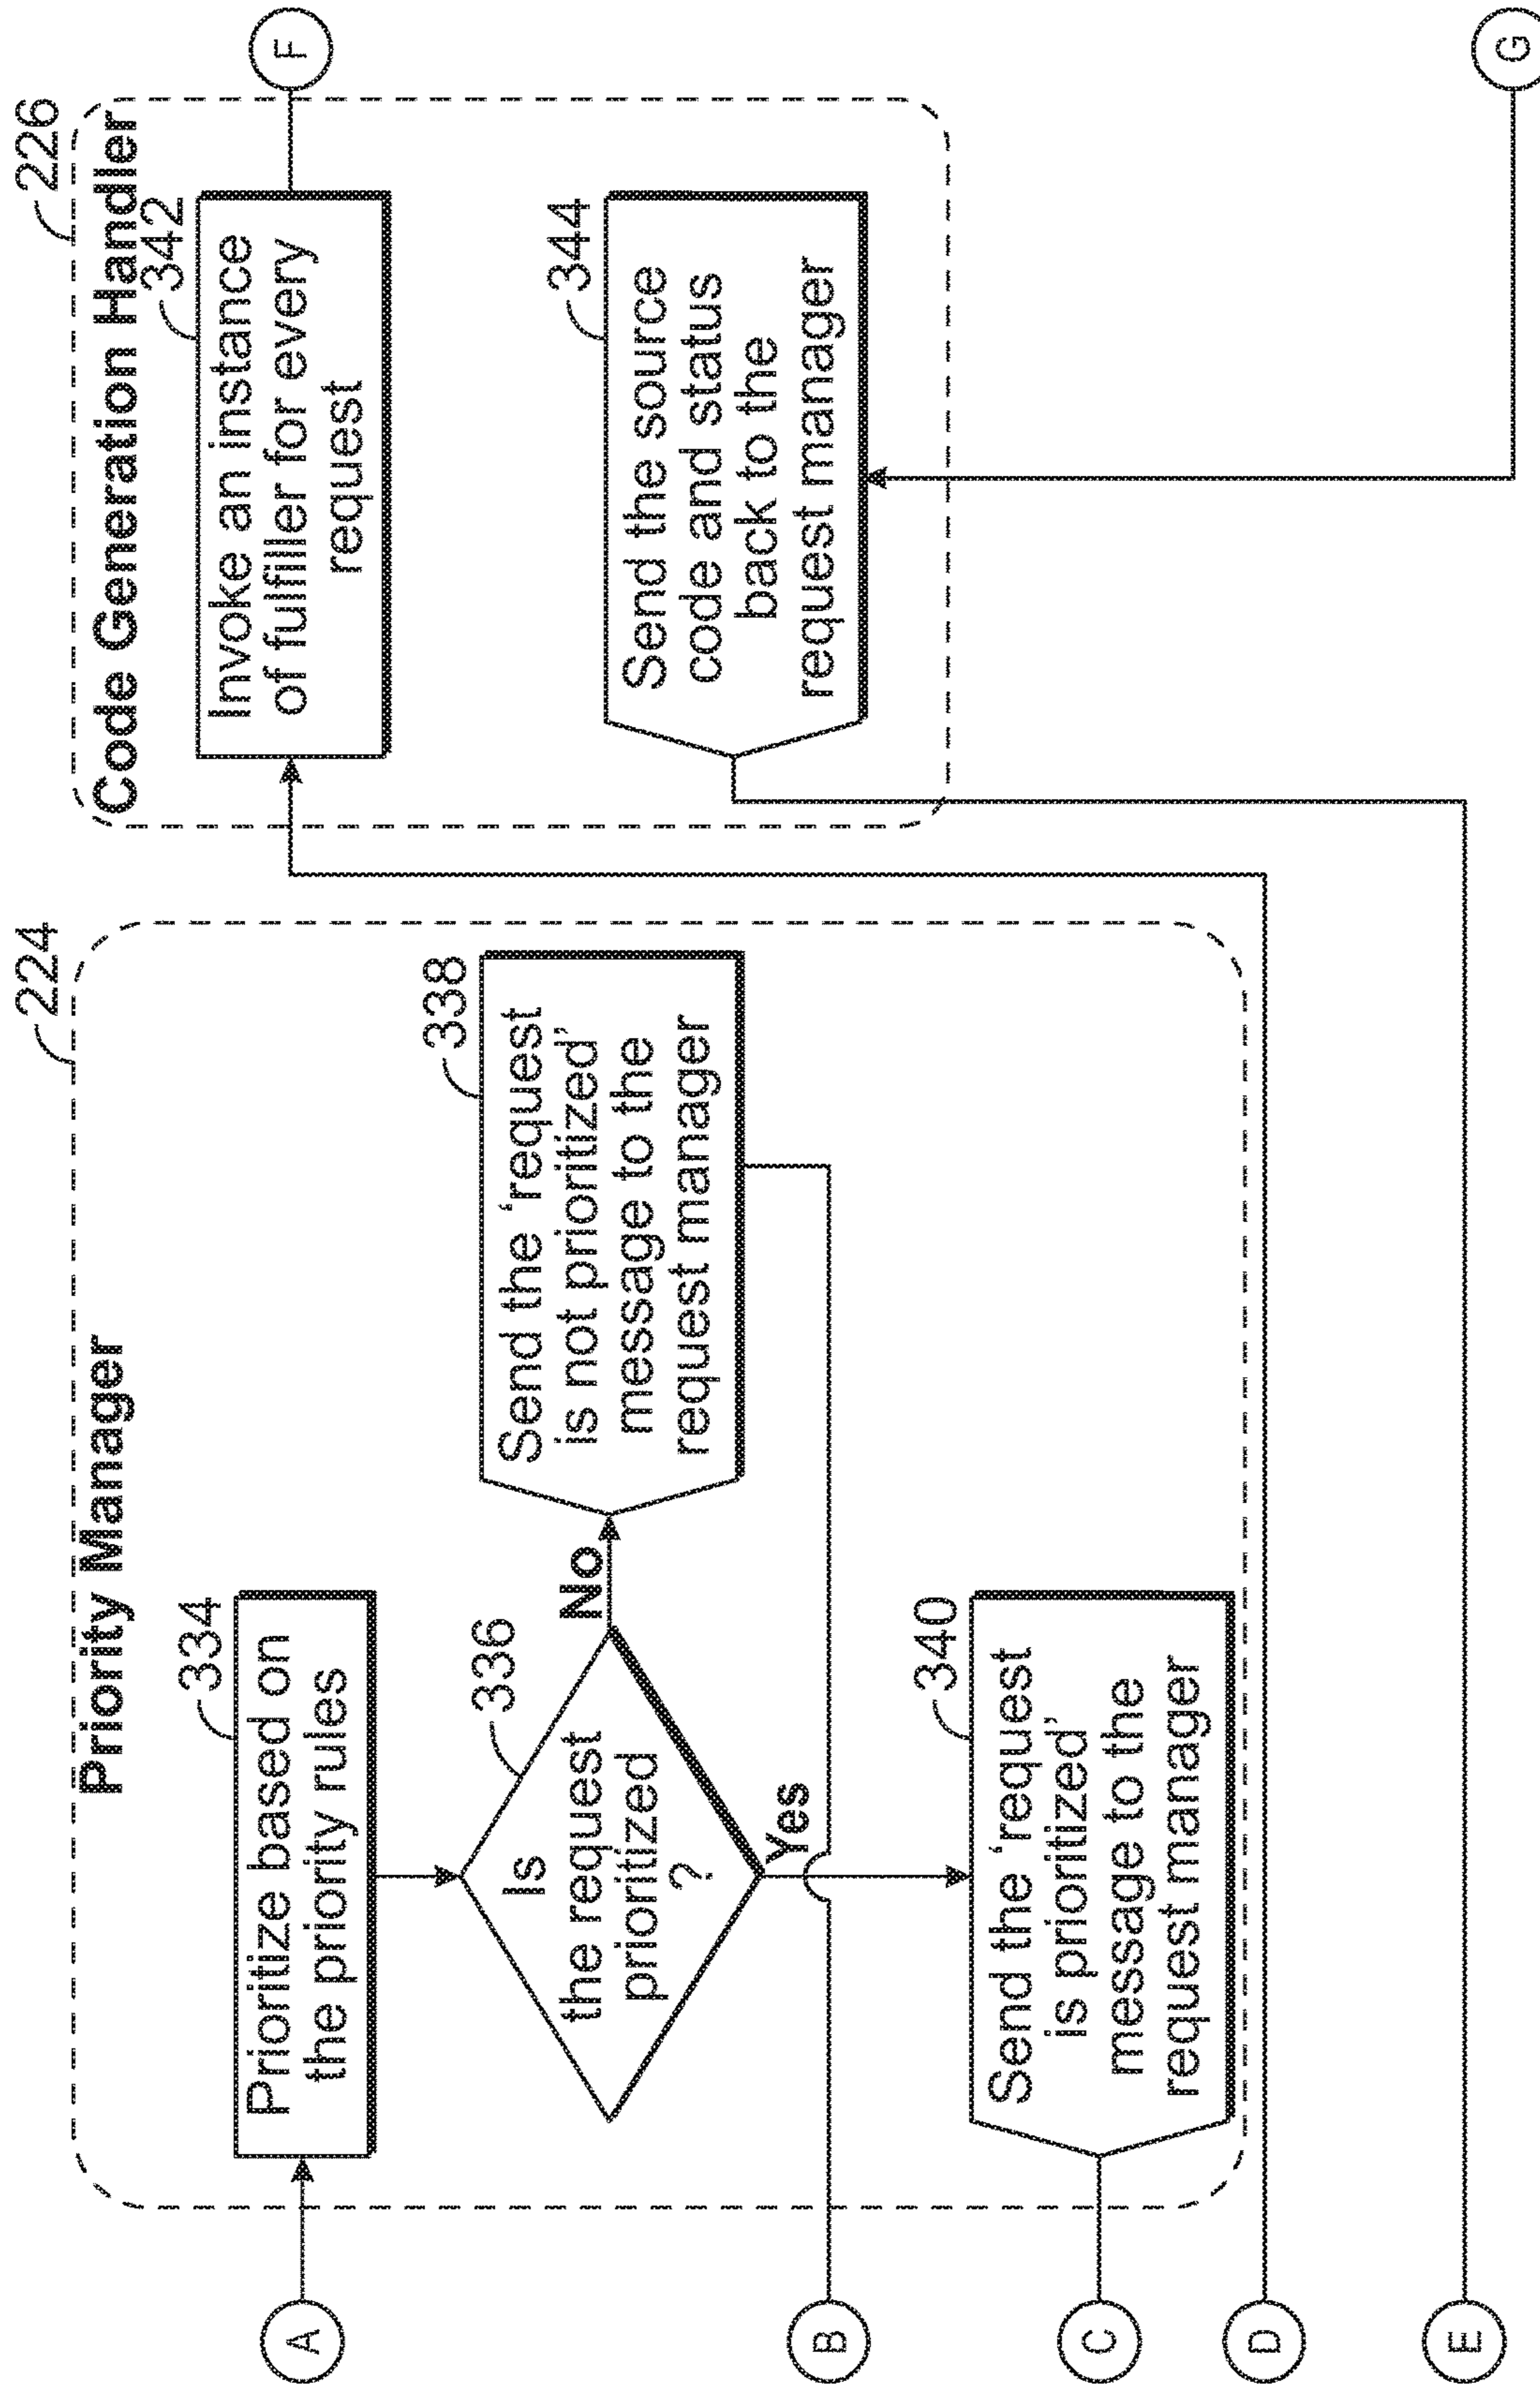 224
Priority Manager
A
334
Prioritize based on
the priority rules
336
Is
the request
prioritized
?
No
338
Send the ‘request
is not prioritized’
message to the
request manager
B
Yes
340
Send the ‘request
is prioritized’
message to the
request manager
C
D
E
226
Code Generation Handler
342
Invoke an instance
of fulfiller for every
request
F
344
Send the source
code and status
back to the
request manager
G